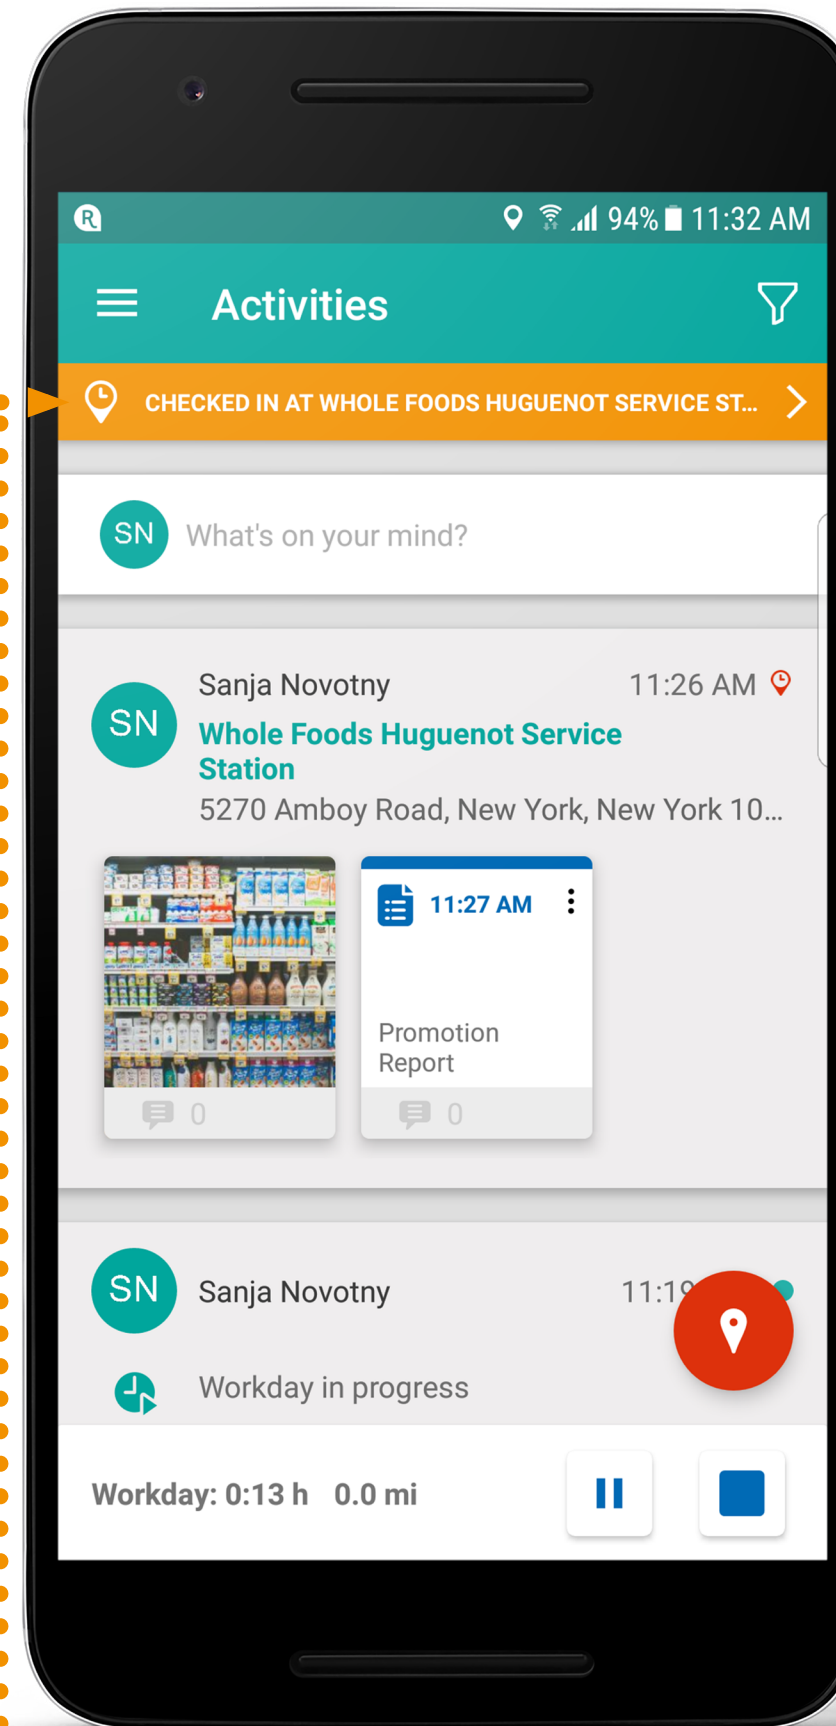 R
94% 11:32 AM
Activities
CHECKED IN AT WHOLE FOODS HUGUENOT SERVICE ST...
SN What's on your mind?
SN
Sanja Novotny 11:26 AM
Whole Foods Huguenot Service
Station
5270 Amboy Road, New York, New York 10...
11:27 AM
Promotion
Report
0 0
SN Sanja Novotny 11:19
Workday in progress
Workday: 0:13 h 0.0 mi